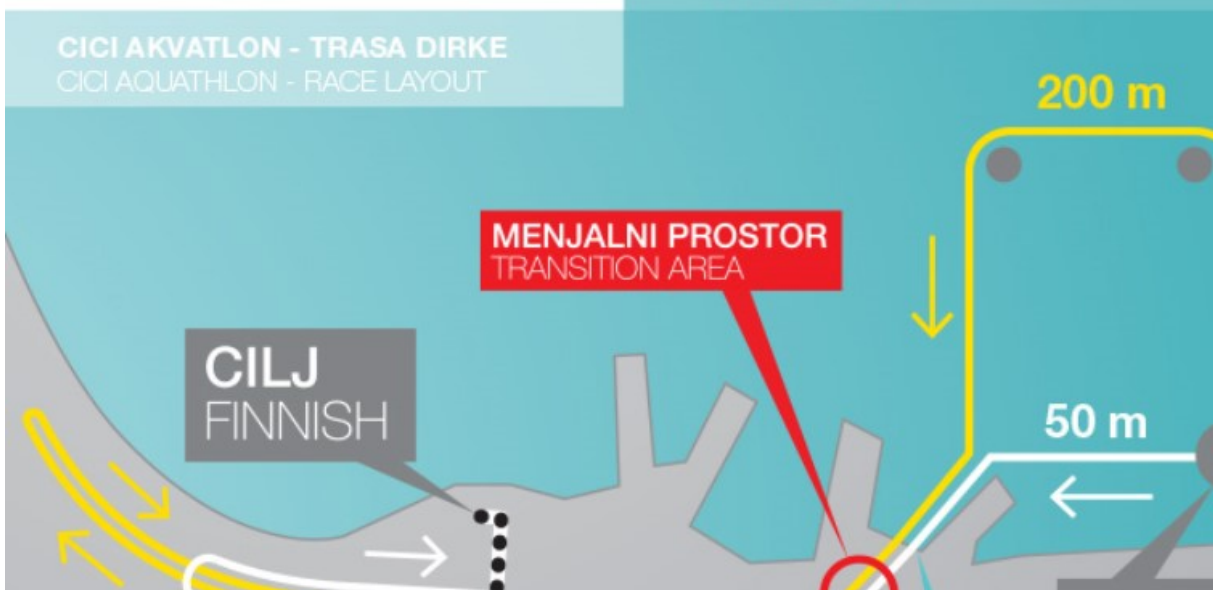 CICI AKVATLON - TRASA DIRKE
CICI AQUATHLON - RACE LAYOUT
200 m
MENJALNI PROSTOR
TRANSITION AREA
CILJ
FINNISH
50 m